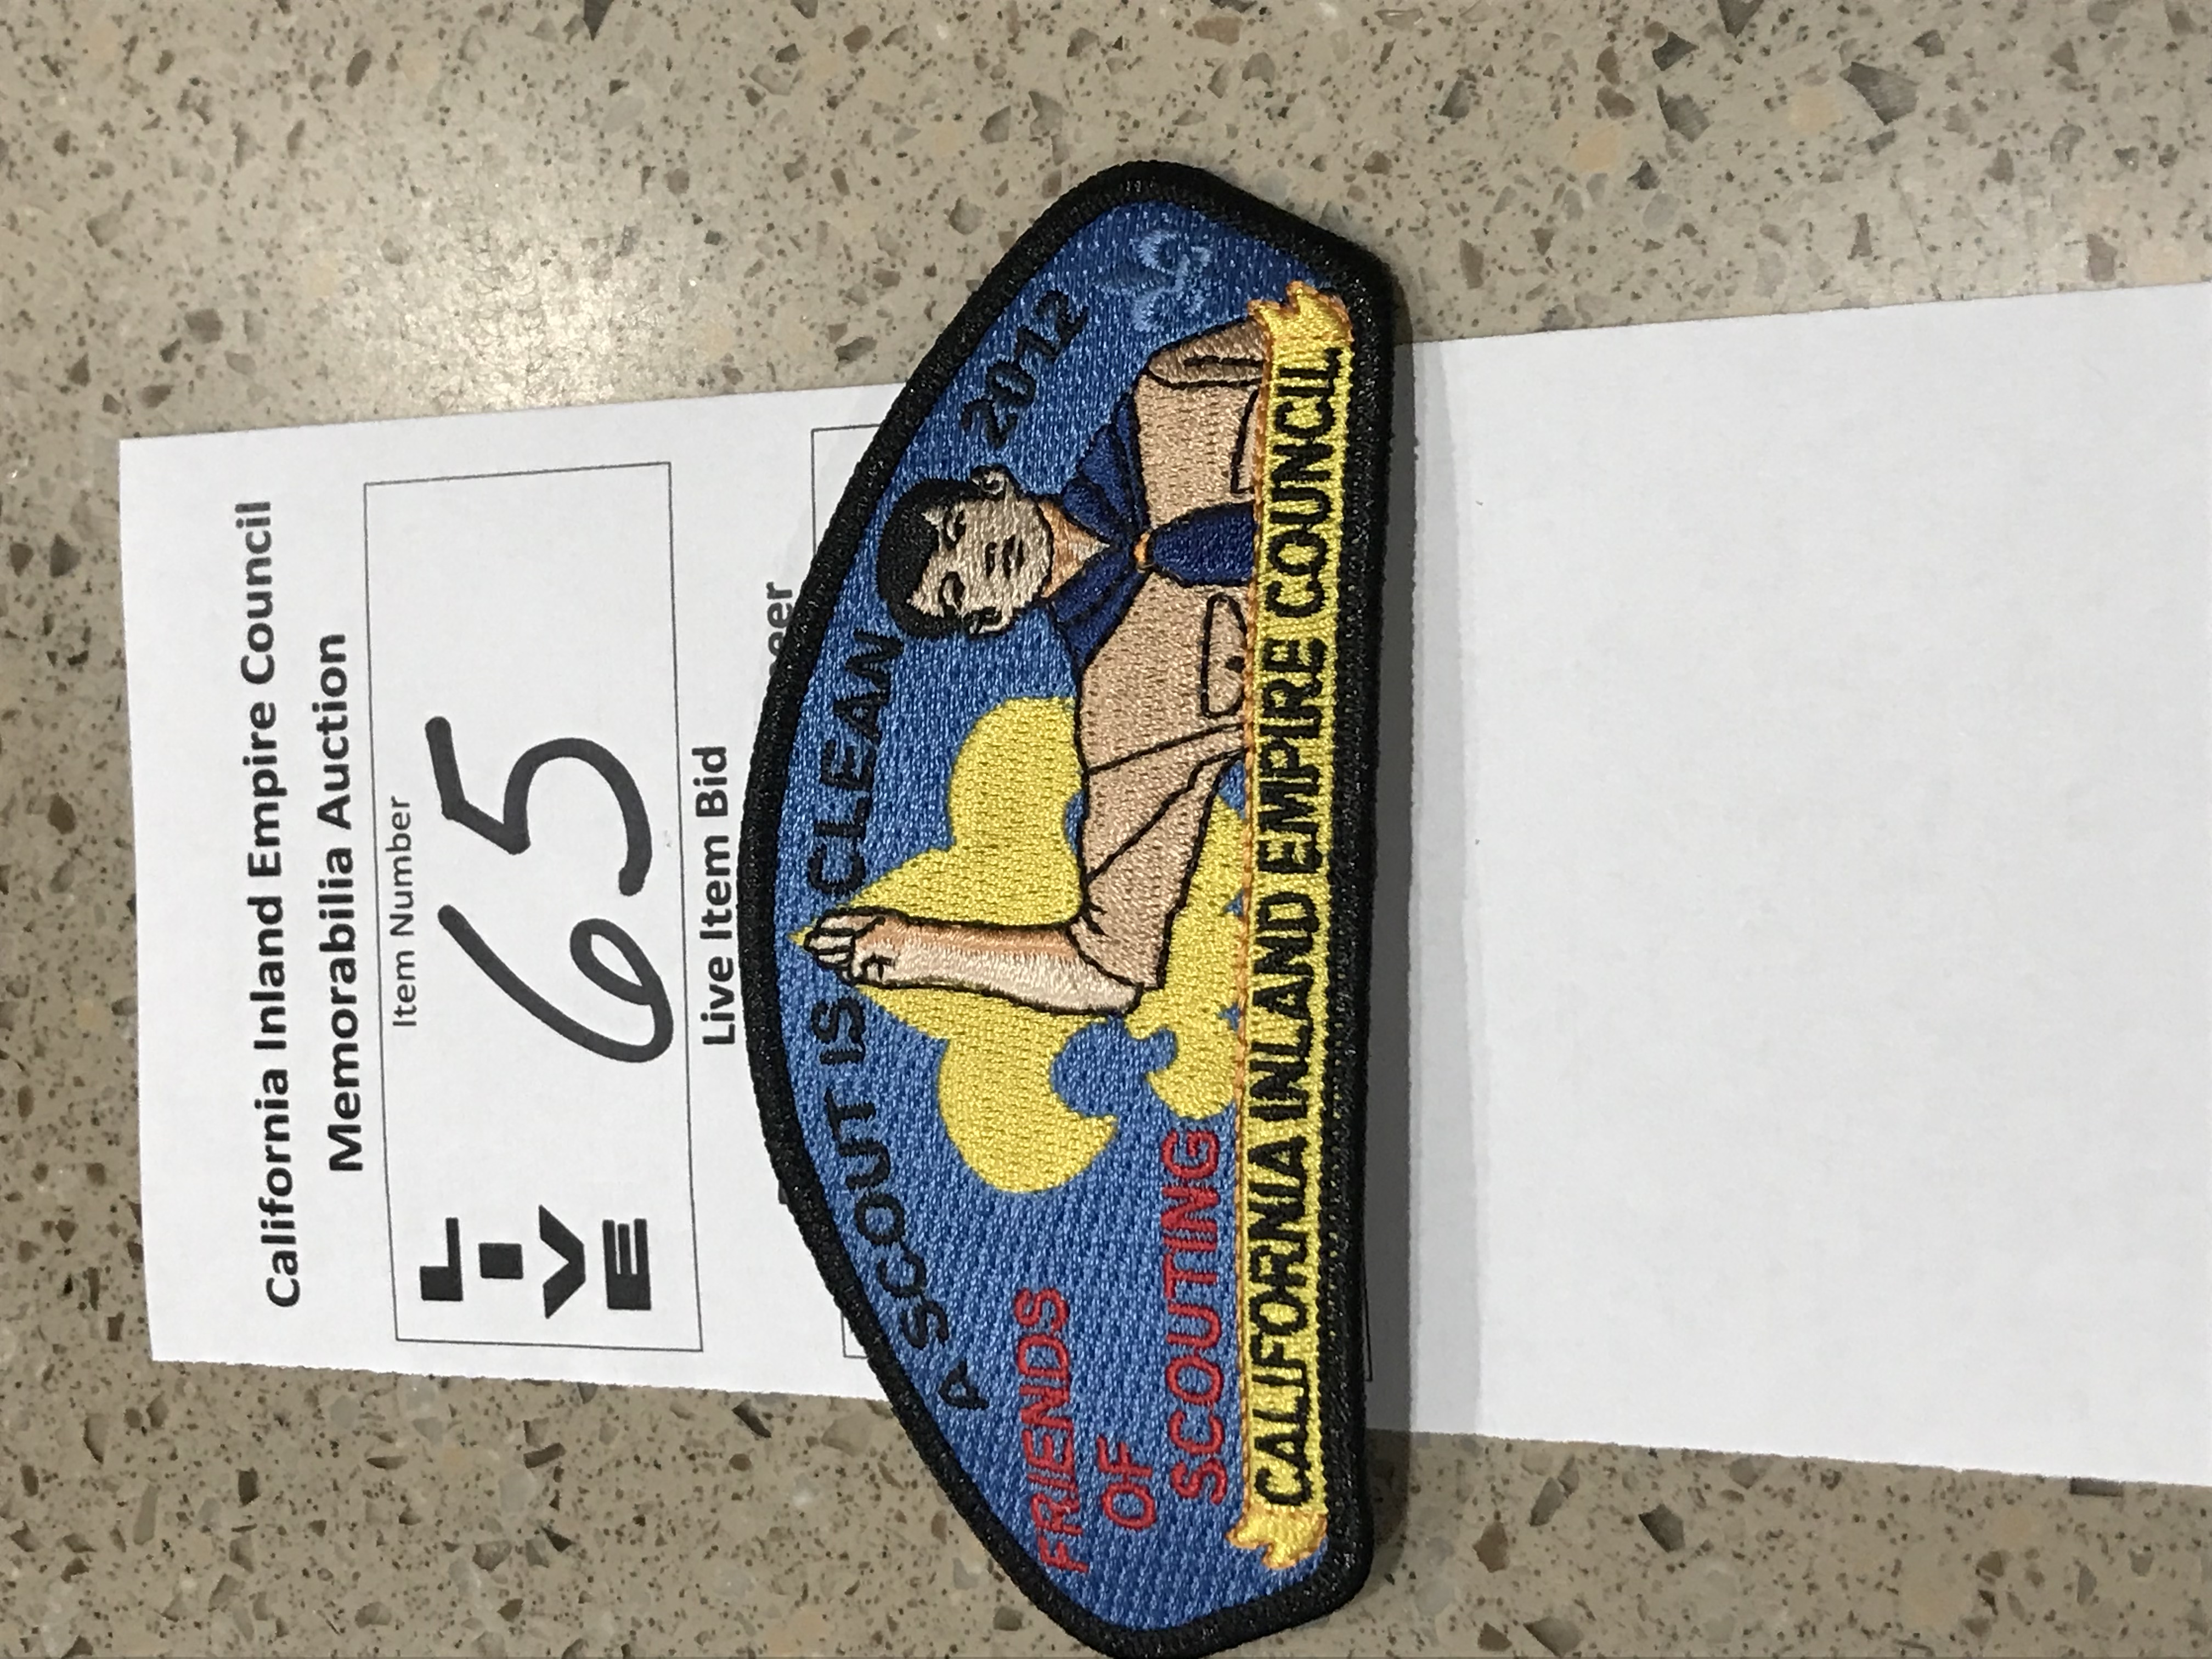 California Inland Empire Council
Memorabilia Auction
Item Number
LIVE
65
Live Item Bid
A SCOUT IS CLEAN 2012
FRIENDS
OF
SCOUTING
CALIFORNIA INLAND EMPIRE COUNCIL